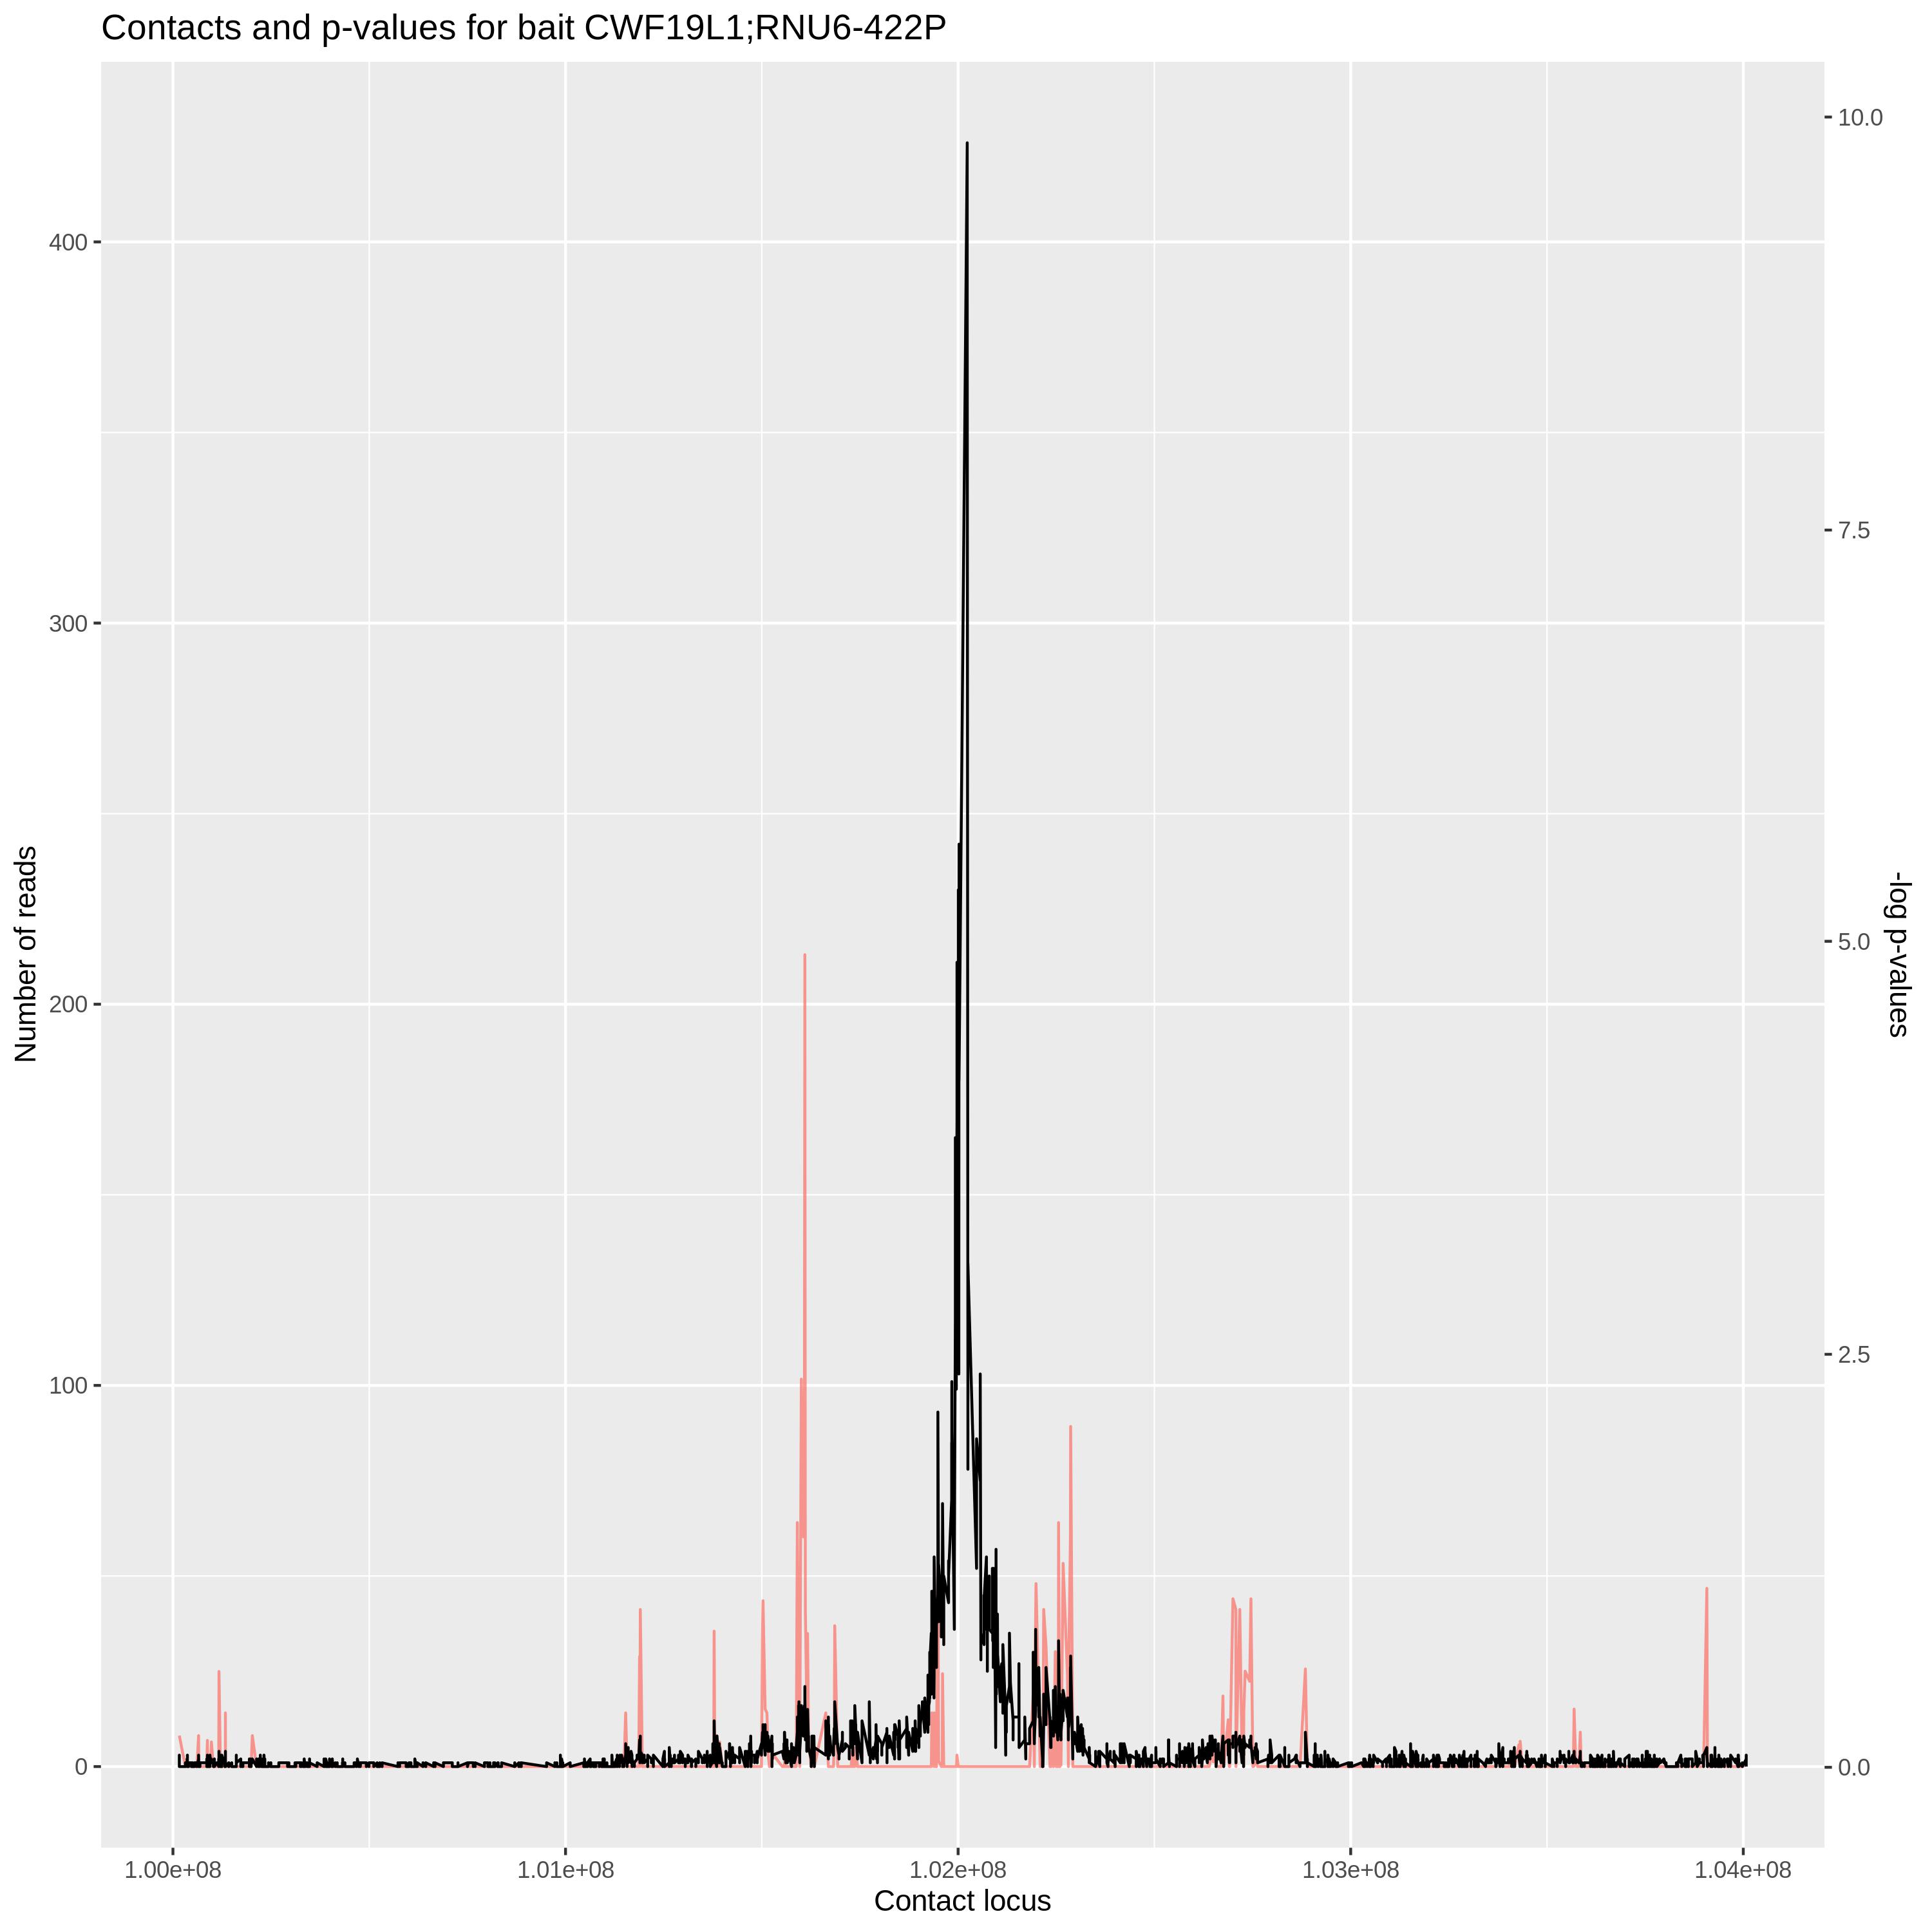 Contacts and p-values for bait CWF19L1;RNU6-422P
400
300
200
100
0
Number of reads
10.0
7.5
5.0
2.5
0.0
-log p-values
1.00e+08
1.01e+08
1.02e+08
1.03e+08
1.04e+08
Contact locus